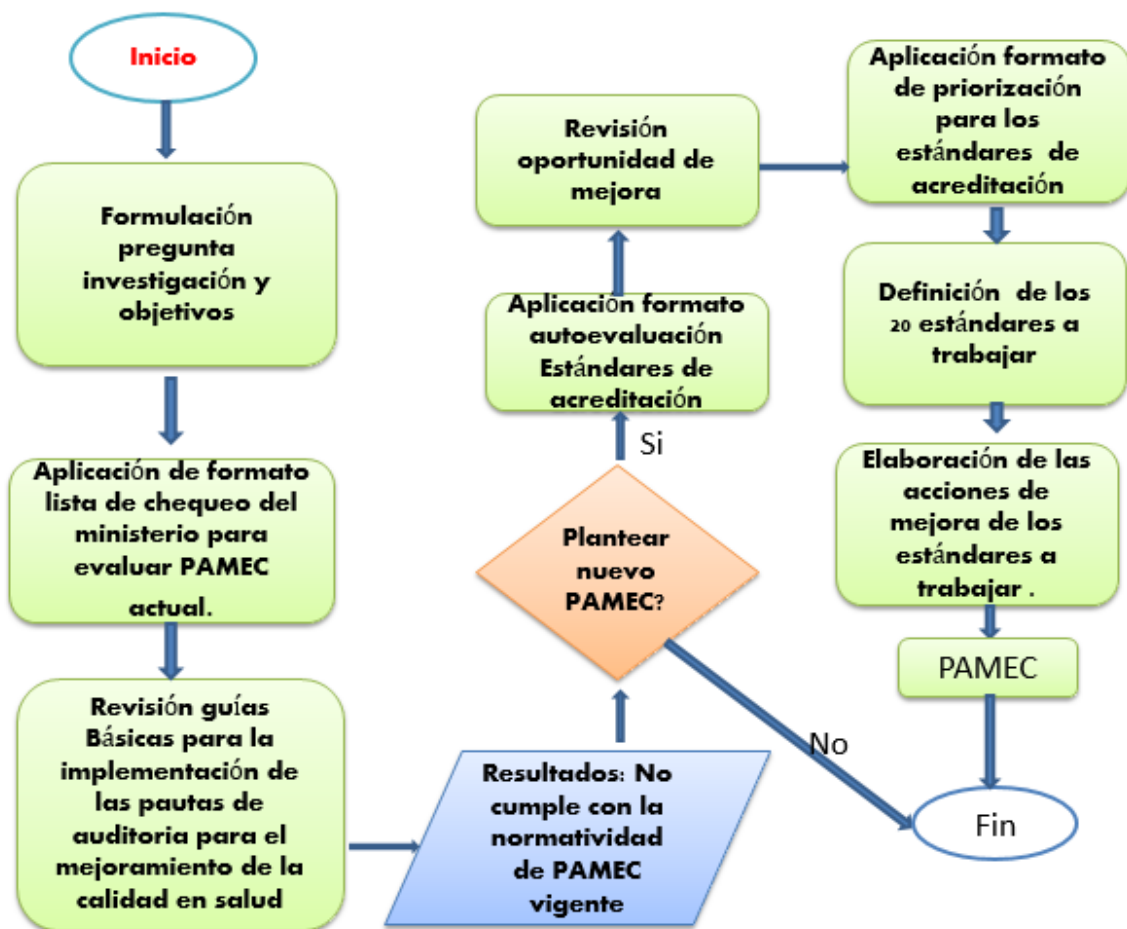 Inicio
Formulación
pregunta
investigación y
objetivos
Aplicación de formato
lista de chequeo del
ministerio para
evaluar PAMEC
actual.
Revisión guías
Básicas para la
implementación de
las pautas de
auditoria para el
mejoramiento de la
calidad en salud
Resultados: No
cumple con la
normatividad
de PAMEC
vigente
Plantear
nuevo
PAMEC?
Si
No
Aplicación formato
autoevaluación
Estándares de
acreditación
Revisión
oportunidad de
mejora
Aplicación formato
de priorización
para los
estándares de
acreditación
Definición de los
20 estándares a
trabajar
Elaboración de las
acciones de
mejora de los
estándares a
trabajar .
PAMEC
Fin